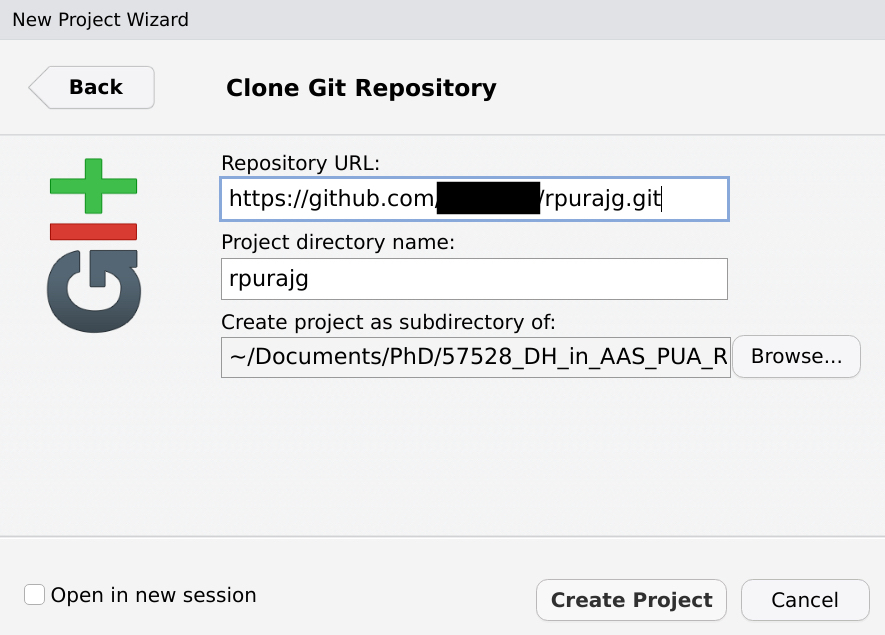 New Project Wizard
Back
Clone Git Repository
GIT
Repository URL:
https://github.com/ /rpurajg.git
Project directory name:
rpurajg
Create project as subdirectory of:
~/Documents/PhD/57528_DH_in_AAS_PUA_R
Browse...
Open in new session
Create Project
Cancel